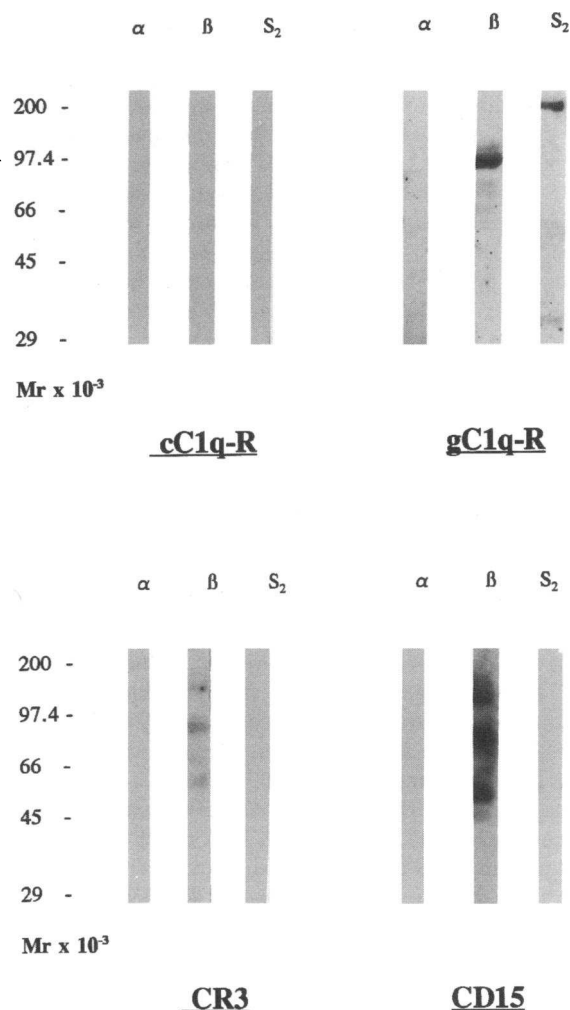 α ß S₂ α ß S₂
200 -
97.4 -
66 -
45 -
29 -
Mr x 10⁻³
cC1q-R gC1q-R
α ß S₂ α ß S₂
200 -
97.4 -
66 -
45 -
29 -
Mr x 10⁻³
CR3 CD15